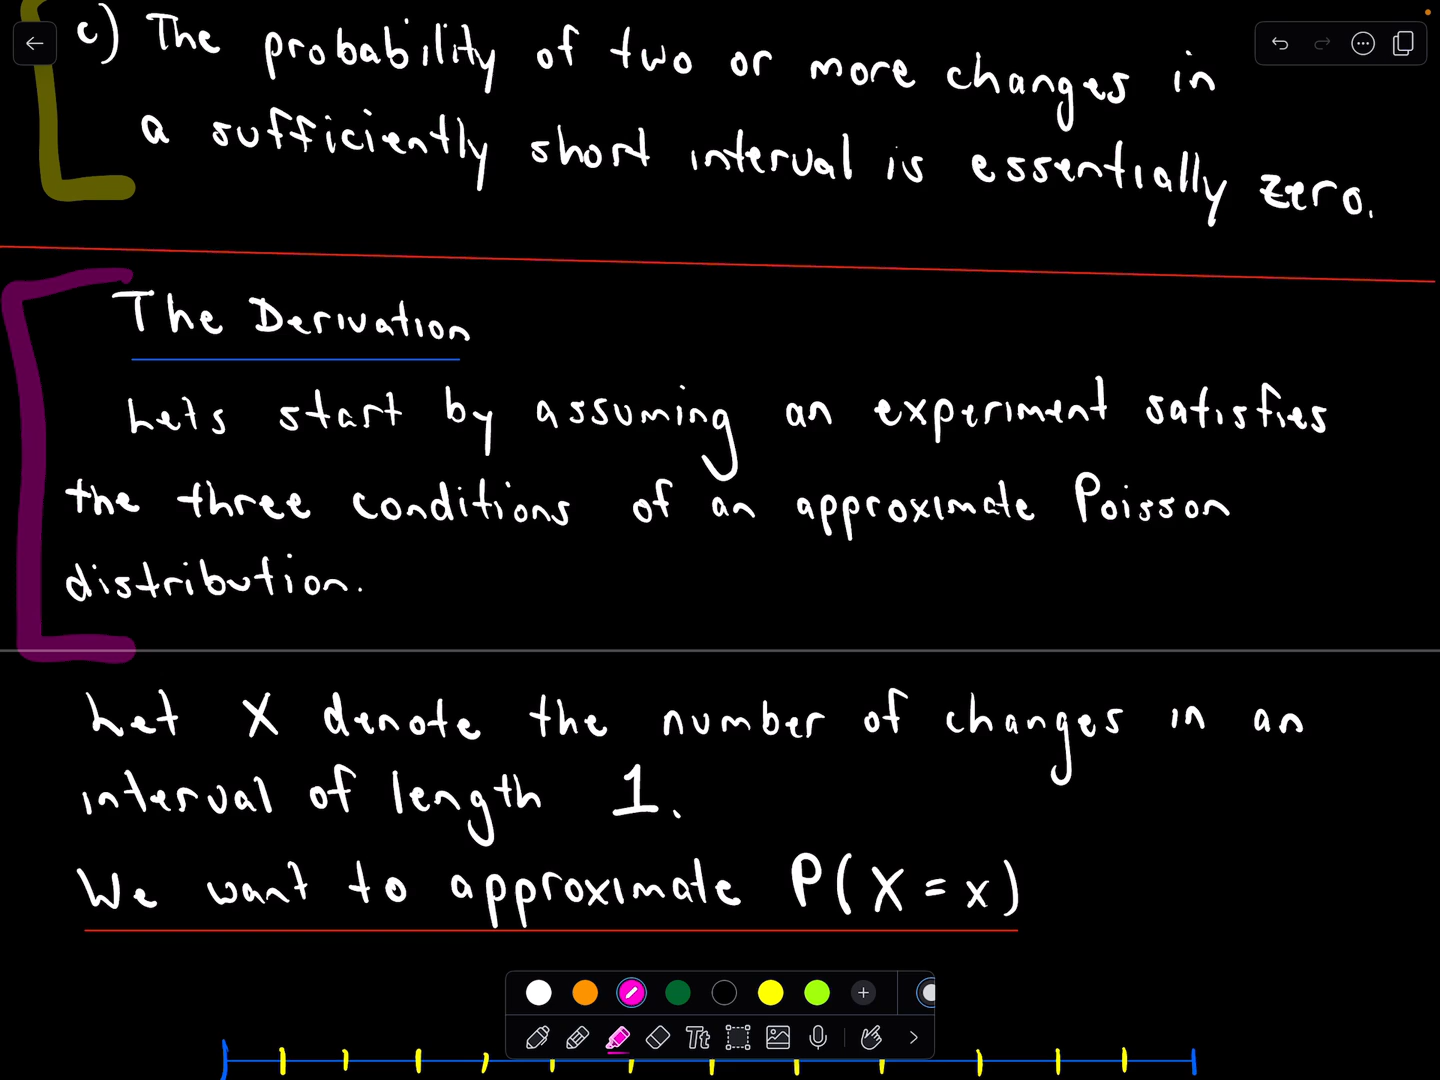 c) The probability of two or more changes in
a sufficiently short interval is essentially zero.
The Derivation
Lets start by assuming an experiment satisfies
the three conditions of an approximate Poisson
distribution.
Let X denote the number of changes in an
interval of length 1.
We want to approximate P(X = x)
Tt